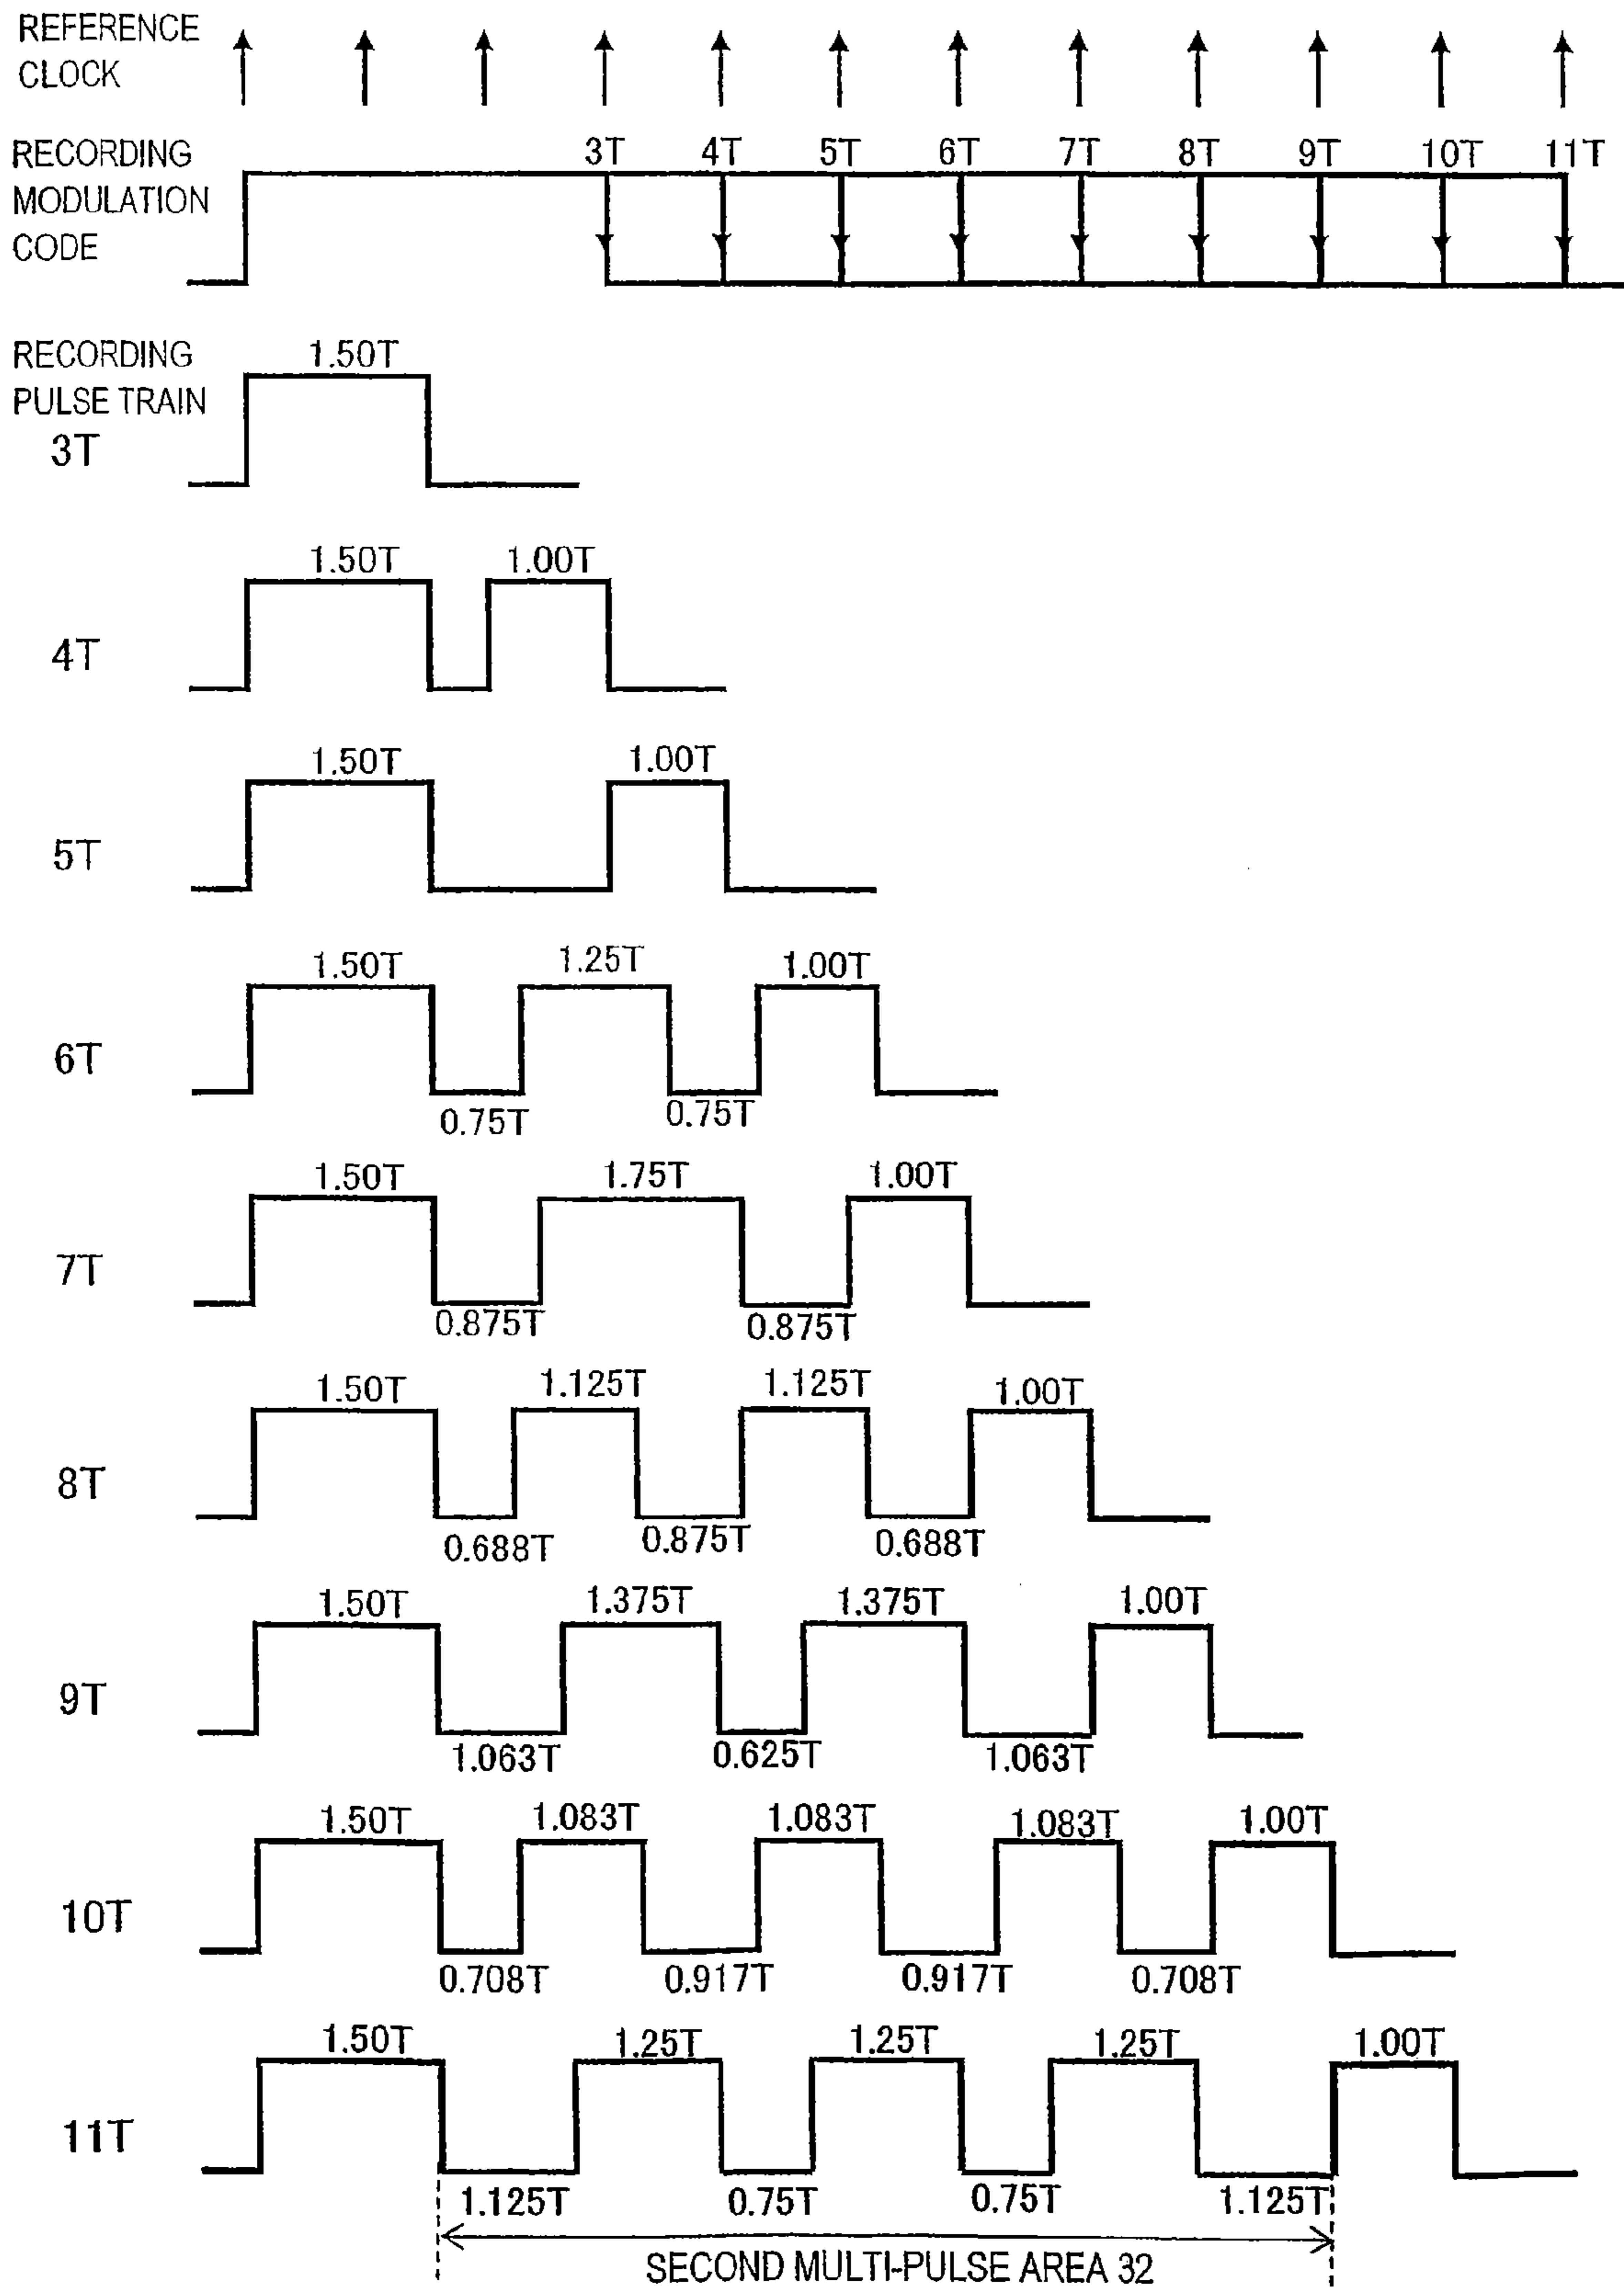 REFERENCE
CLOCK
RECORDING
MODULATION
CODE
3T 4T 5T 6T 7T 8T 9T 10T 11T
RECORDING
PULSE TRAIN
1.50T
3T
1.50T 1.00T
4T
1.50T 1.00T
5T
1.50T 1.25T 1.00T
6T
0.75T 0.75T
1.50T 1.75T 1.00T
7T
0.875T 0.875T
1.50T 1.125T 1.125T 1.00T
8T
0.688T 0.875T 0.688T
1.50T 1.375T 1.375T 1.00T
9T
1.063T 0.625T 1.063T
1.50T 1.083T 1.083T 1.083T 1.00T
10T
0.708T 0.917T 0.917T 0.708T
1.50T 1.25T 1.25T 1.25T 1.00T
11T
1.125T 0.75T 0.75T 1.125T
SECOND MULTI-PULSE AREA 32